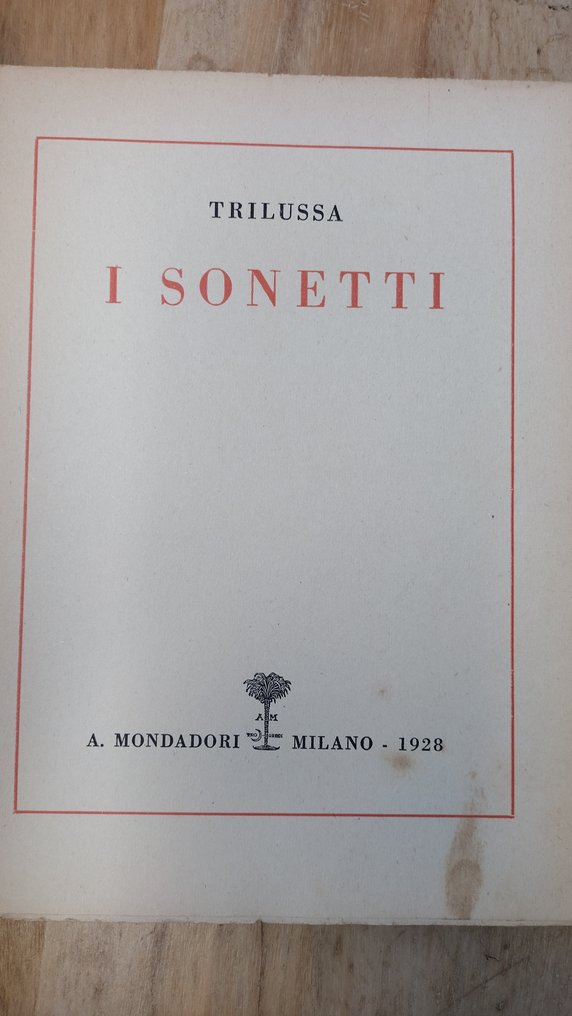 TRILUSSA
I SONETTI
A M
A. MONDADORI MILANO - 1928